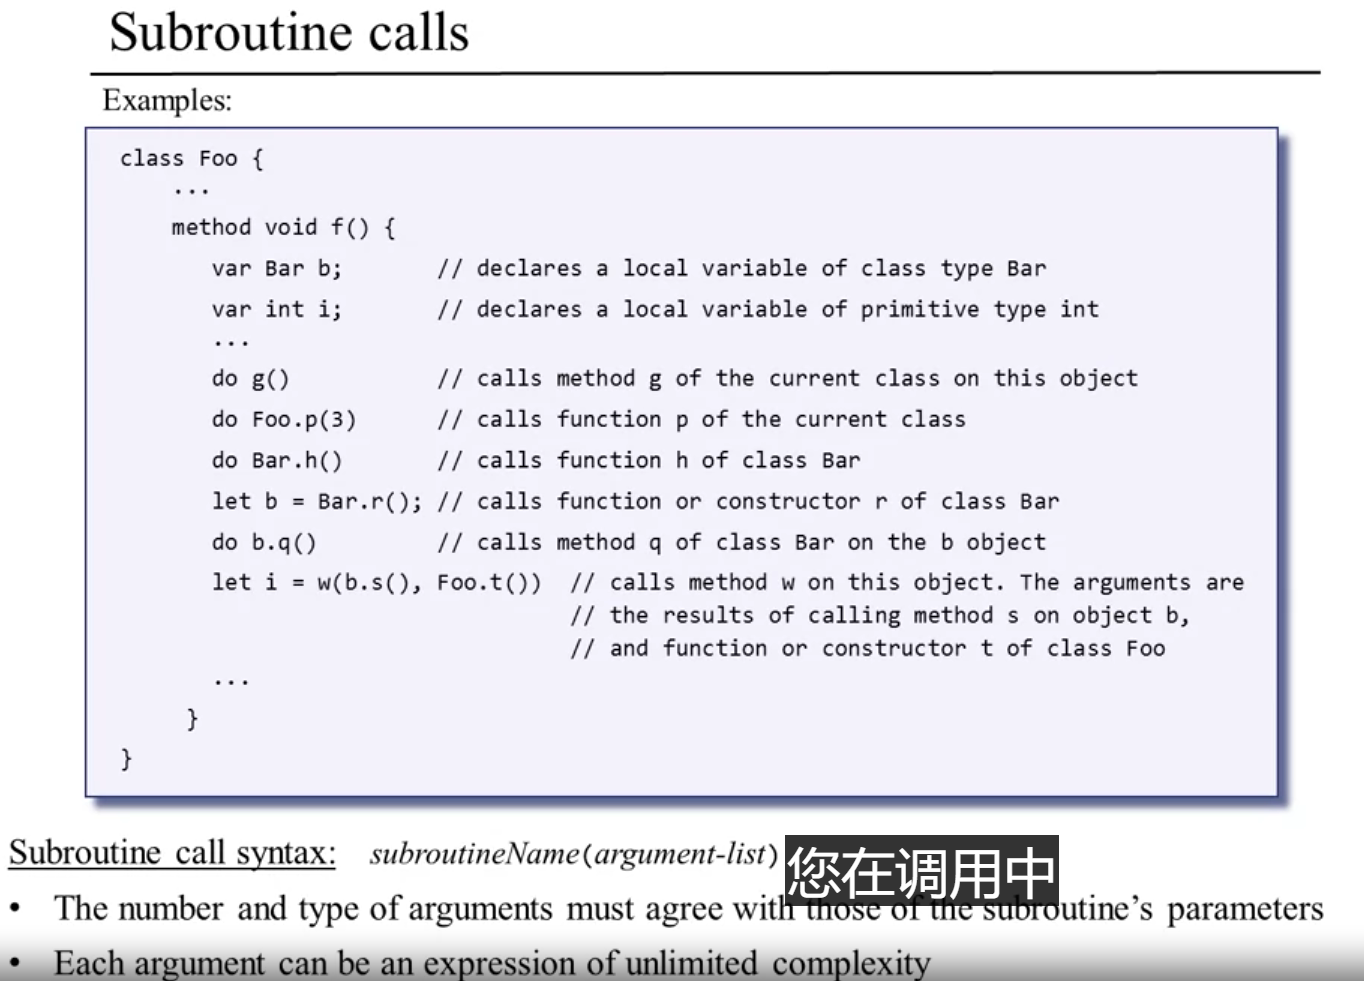 Subroutine calls
Examples:
class Foo {
...
method void f() {
var Bar b; // declares a local variable of class type Bar
var int i; // declares a local variable of primitive type int
...
do g() // calls method g of the current class on this object
do Foo.p(3) // calls function p of the current class
do Bar.h() // calls function h of class Bar
let b = Bar.r(); // calls function or constructor r of class Bar
do b.q() // calls method q of class Bar on the b object
let i = w(b.s(), Foo.t()) // calls method w on this object. The arguments are
// the results of calling method s on object b,
// and function or constructor t of class Foo
...
}
}
Subroutine call syntax: subroutineName(argument-list)
您在调用中
• The number and type of arguments must agree with those of the subroutine’s parameters
• Each argument can be an expression of unlimited complexity